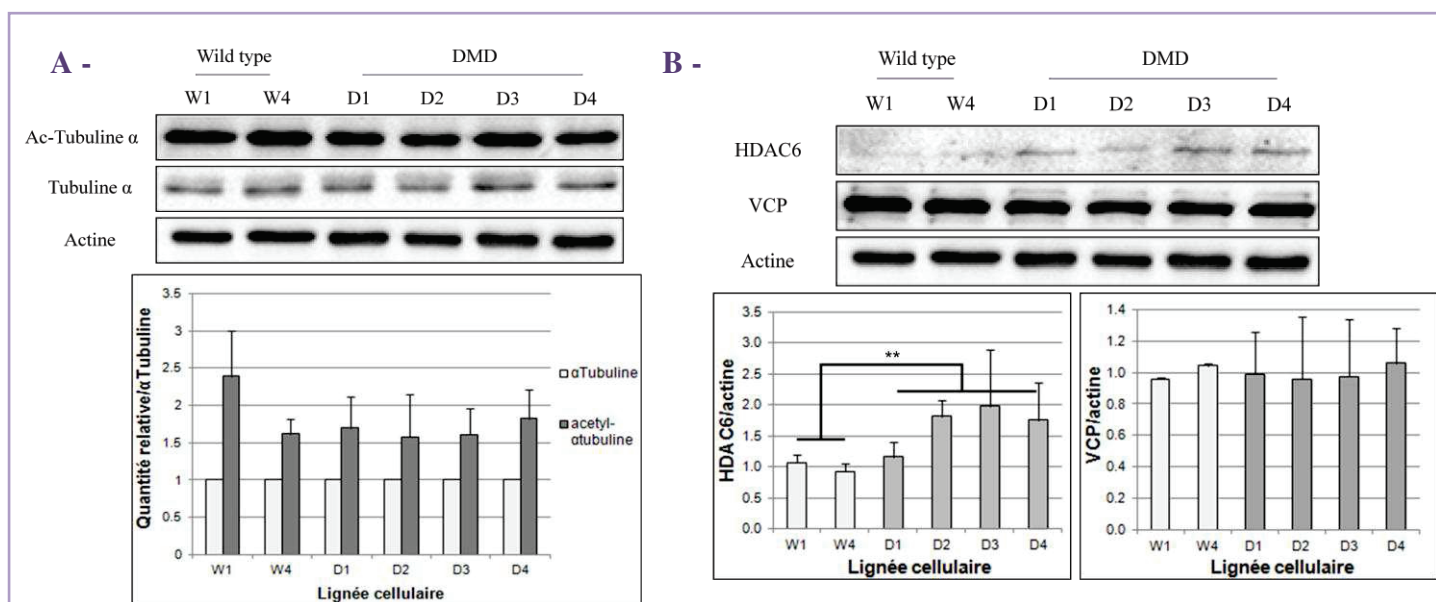 A -
Wild type DMD
W1 W4 D1 D2 D3 D4
Ac-Tubuline α
Tubuline α
Actine
Quantité relative/αTubuline
3.5
3
2.5
2
1.5
1
0.5
0
W1 W4 D1 D2 D3 D4
Lignée cellulaire
αTubuline
acetyl-
αtubuline
B -
Wild type DMD
W1 W4 D1 D2 D3 D4
HDAC6
VCP
Actine
HDAC6/actine
3.5
3.0
2.5
2.0
1.5
1.0
0.5
0.0
**
W1 W4 D1 D2 D3 D4
Lignée cellulaire
VCP/actine
1.4
1.2
1.0
0.8
0.6
0.4
0.2
0.0
W1 W4 D1 D2 D3 D4
Lignée cellulaire